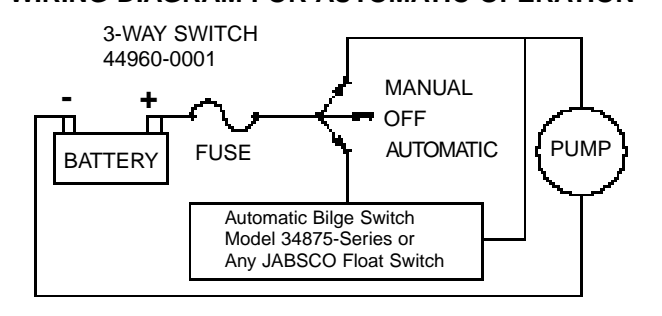 WIRING DIAGRAM FOR AUTOMATIC OPERATION
3-WAY SWITCH
44960-0001
- +
BATTERY
FUSE
MANUAL
OFF
AUTOMATIC
PUMP
Automatic Bilge Switch
Model 34875-Series or
Any JABSCO Float Switch